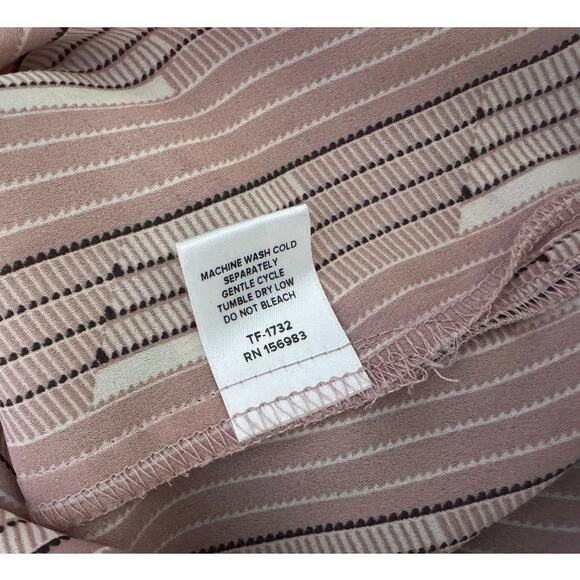 MACHINE WASH COLD
SEPARATELY
GENTLE CYCLE
TUMBLE DRY LOW
DO NOT BLEACH
TF-1732
RN 156983